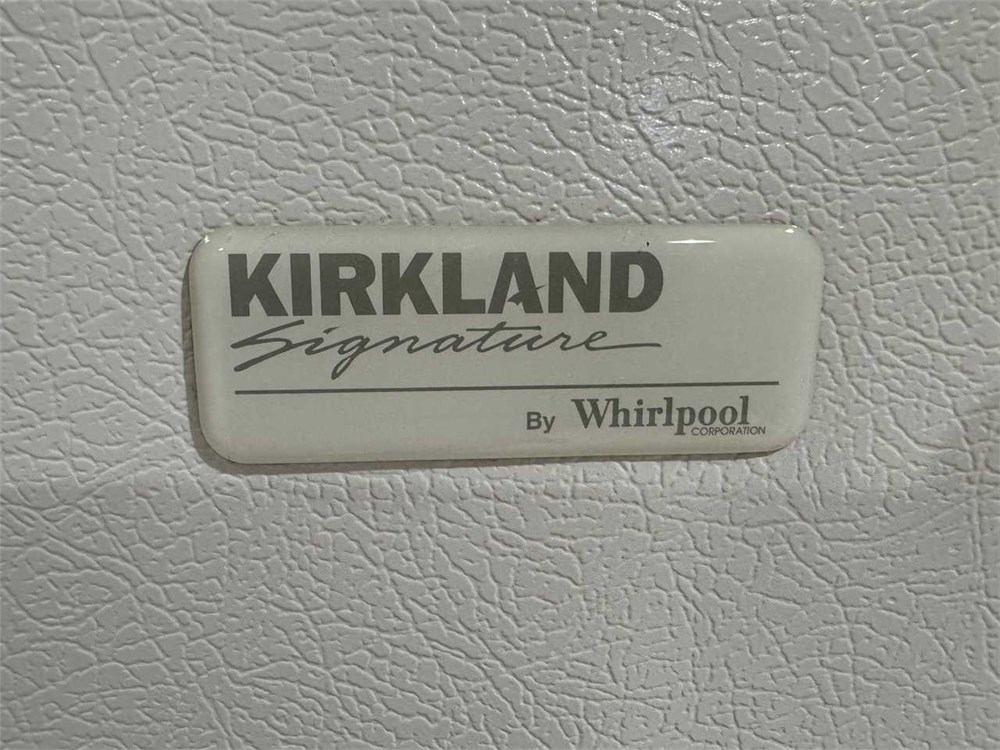 KIRKLAND
Signature
By Whirlpool
CORPORATION